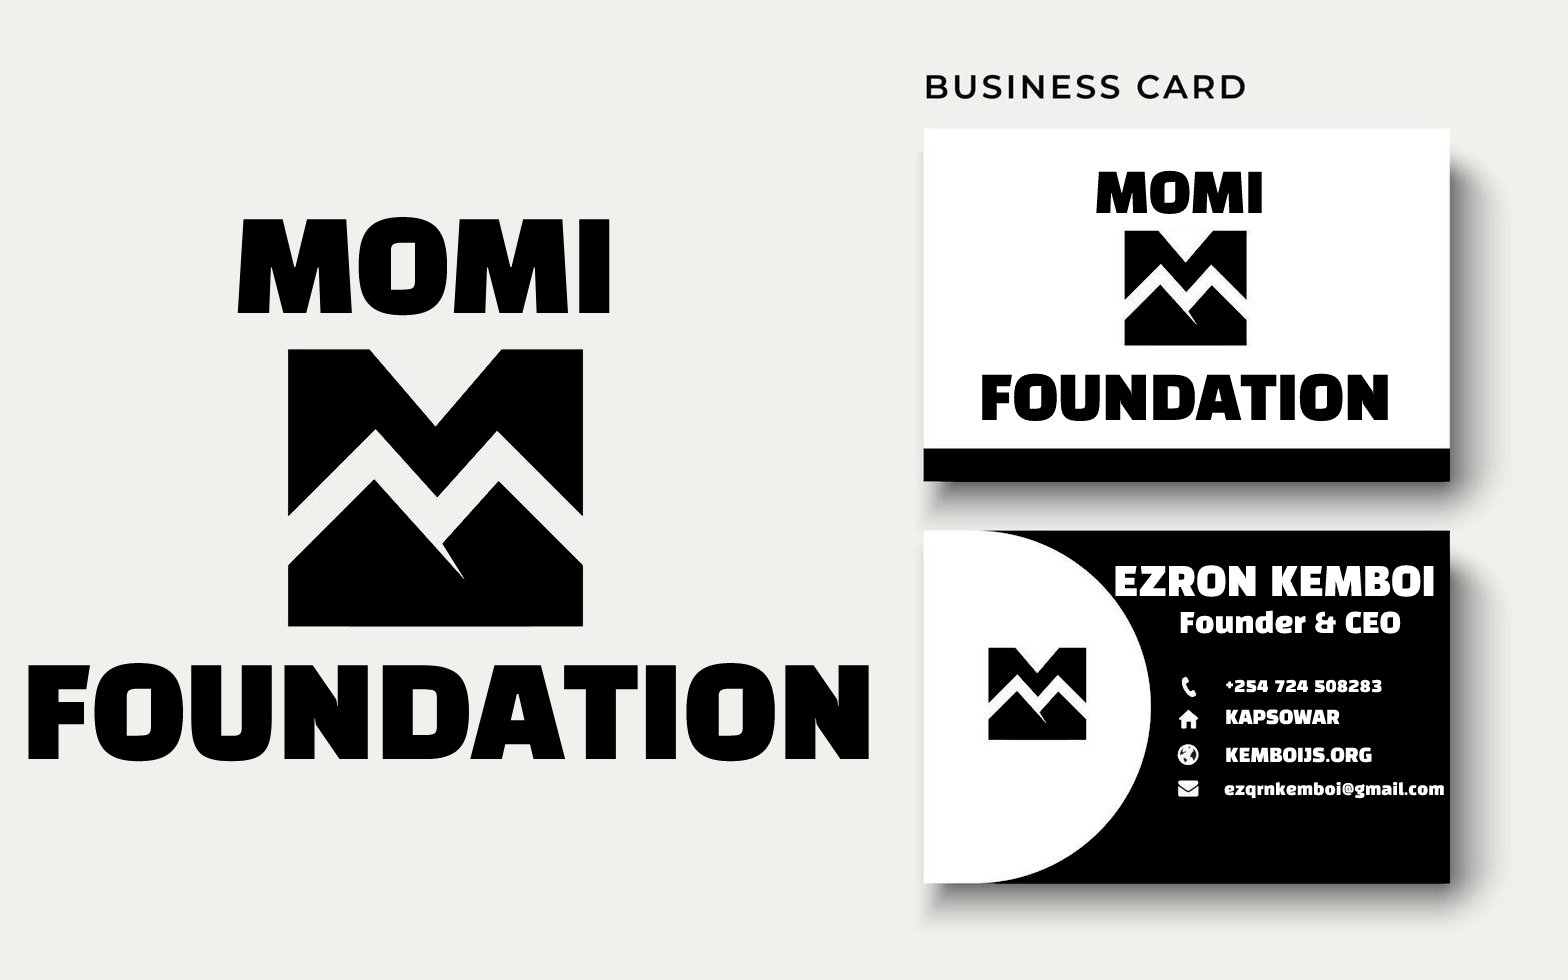 MOMI
FOUNDATION
BUSINESS CARD
MOMI
FOUNDATION
EZRON KEMBOI
Founder & CEO
+254 724 508283
KAPSOWAR
KEMBOIJS.ORG
ezqrnkemboi@gmail.com